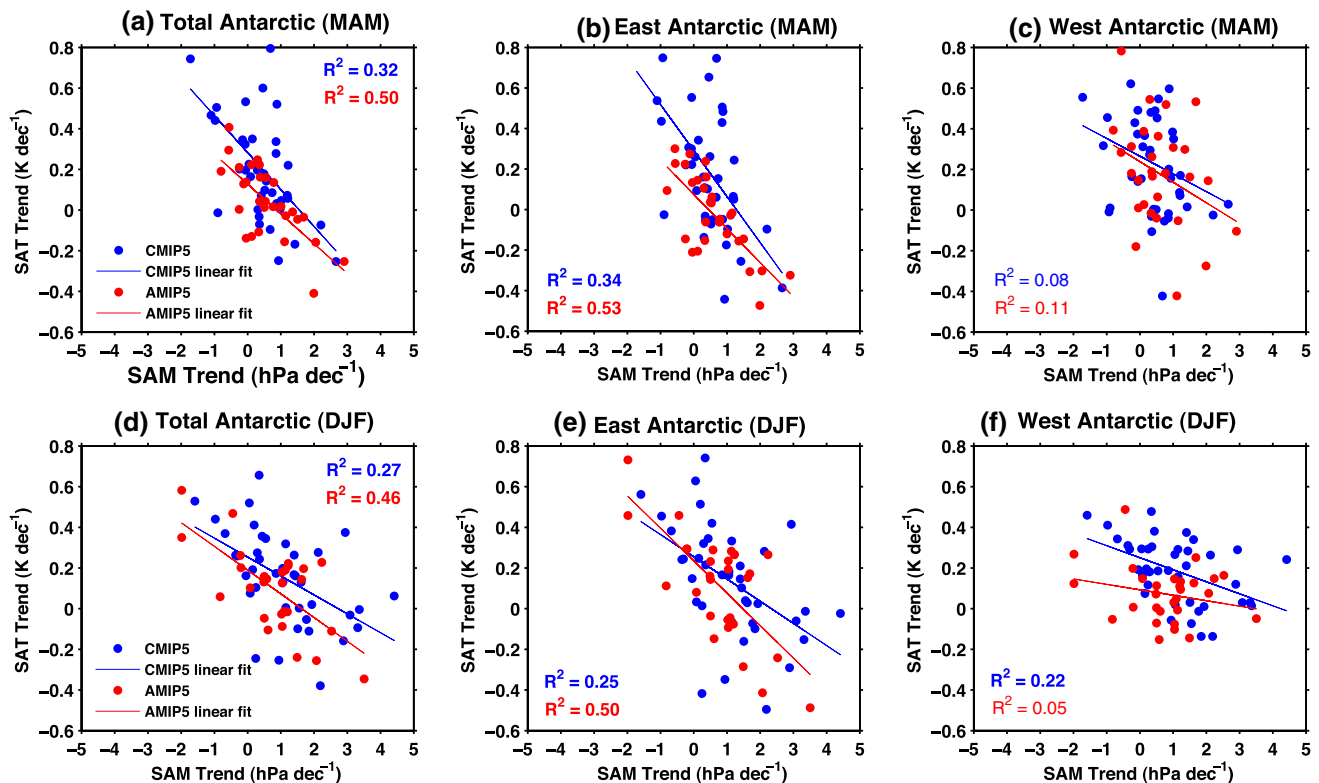 (a) Total Antarctic (MAM)
SAT Trend (K dec⁻¹)
0.8
0.6
0.4
0.2
0
−0.2
−0.4
−0.6
R² = 0.32
R² = 0.50
CMIP5
CMIP5 linear fit
AMIP5
AMIP5 linear fit
−5 −4 −3 −2 −1 0 1 2 3 4 5
SAM Trend (hPa dec⁻¹)
(b) East Antarctic (MAM)
SAT Trend (K dec⁻¹)
0.8
0.6
0.4
0.2
0
−0.2
−0.4
−0.6
R² = 0.34
R² = 0.53
−5 −4 −3 −2 −1 0 1 2 3 4 5
SAM Trend (hPa dec⁻¹)
(c) West Antarctic (MAM)
SAT Trend (K dec⁻¹)
0.8
0.6
0.4
0.2
0
−0.2
−0.4
−0.6
R² = 0.08
R² = 0.11
−5 −4 −3 −2 −1 0 1 2 3 4 5
SAM Trend (hPa dec⁻¹)
(d) Total Antarctic (DJF)
SAT Trend (K dec⁻¹)
0.8
0.6
0.4
0.2
0
−0.2
−0.4
−0.6
R² = 0.27
R² = 0.46
CMIP5
CMIP5 linear fit
AMIP5
AMIP5 linear fit
−5 −4 −3 −2 −1 0 1 2 3 4 5
SAM Trend (hPa dec⁻¹)
(e) East Antarctic (DJF)
SAT Trend (K dec⁻¹)
0.8
0.6
0.4
0.2
0
−0.2
−0.4
−0.6
R² = 0.25
R² = 0.50
−5 −4 −3 −2 −1 0 1 2 3 4 5
SAM Trend (hPa dec⁻¹)
(f) West Antarctic (DJF)
SAT Trend (K dec⁻¹)
0.8
0.6
0.4
0.2
0
−0.2
−0.4
−0.6
R² = 0.22
R² = 0.05
−5 −4 −3 −2 −1 0 1 2 3 4 5
SAM Trend (hPa dec⁻¹)